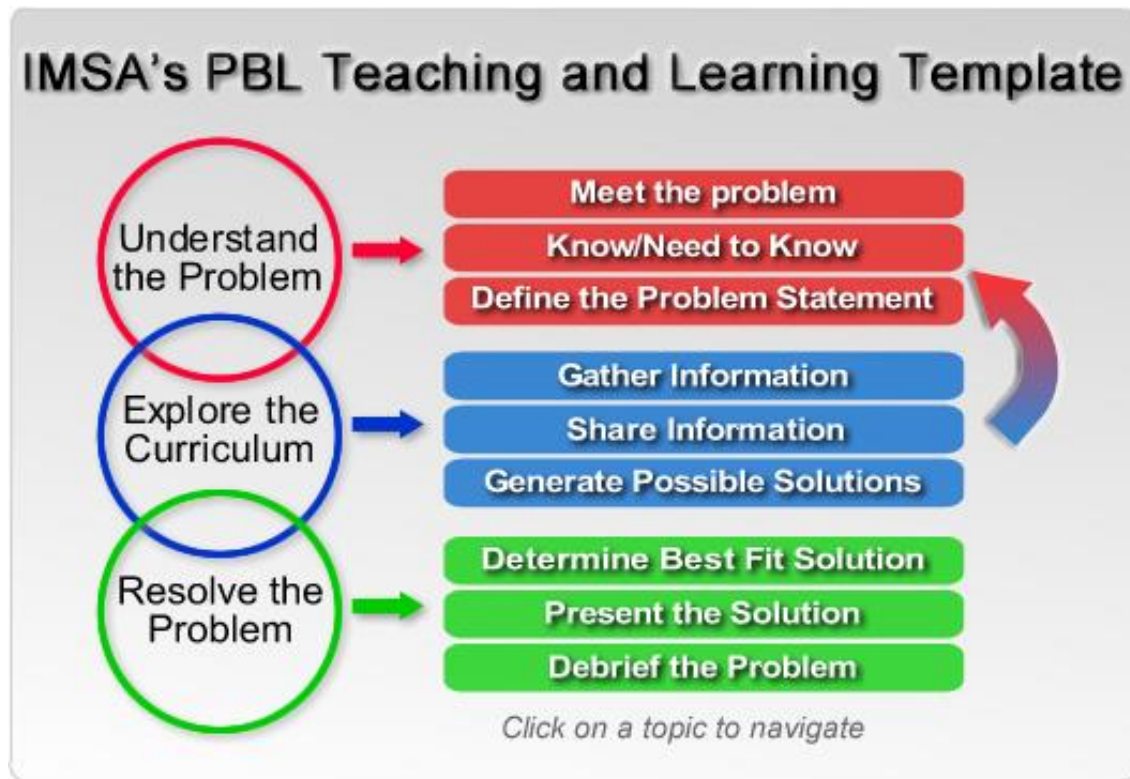 IMSA's PBL Teaching and Learning Template
Understand
the Problem
Meet the problem
Know/Need to Know
Define the Problem Statement
Explore the
Curriculum
Gather Information
Share Information
Generate Possible Solutions
Resolve the
Problem
Determine Best Fit Solution
Present the Solution
Debrief the Problem
Click on a topic to navigate